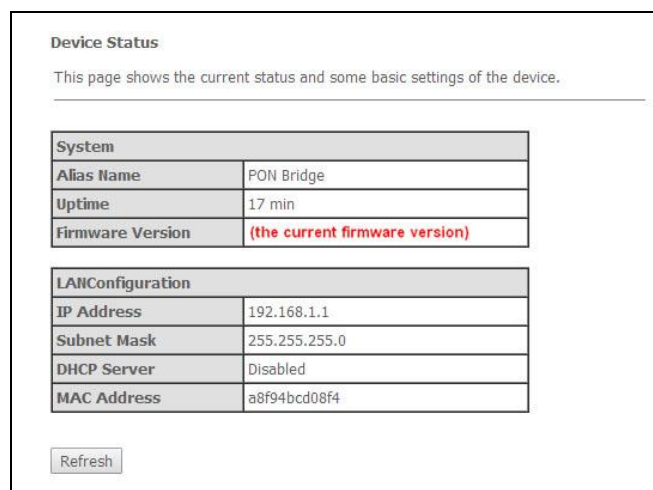 Device Status
This page shows the current status and some basic settings of the device.
System
Alias Name PON Bridge
Uptime 17 min
Firmware Version (the current firmware version)
LANConfiguration
IP Address 192.168.1.1
Subnet Mask 255.255.255.0
DHCP Server Disabled
MAC Address a8f94bcd08f4
Refresh